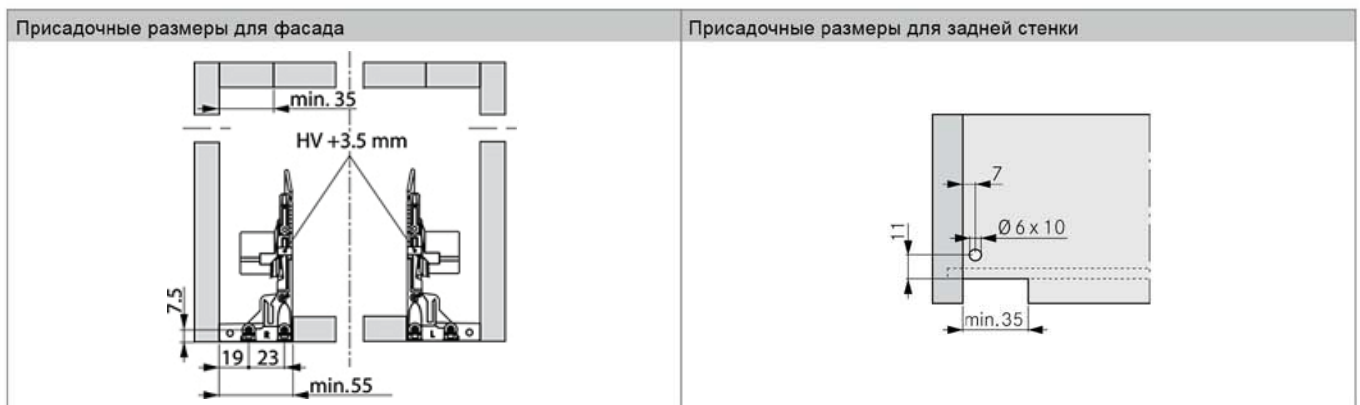 Присадочные размеры для фасада
min. 35
HV +3.5 mm
7.5
R
L
19
23
min.55
Присадочные размеры для задней стенки
7
Ø 6 x 10
11
min.35